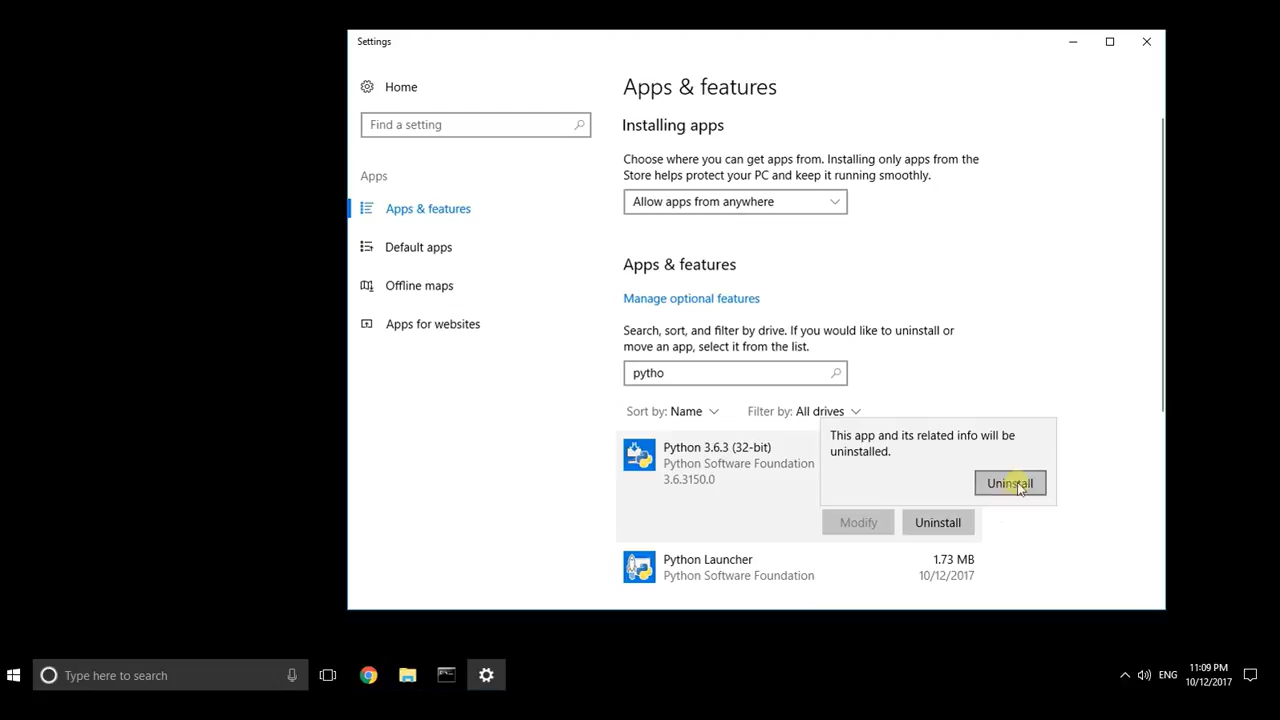 Settings
Home
Find a setting
Apps
Apps & features
Default apps
Offline maps
Apps for websites
Apps & features
Installing apps
Choose where you can get apps from. Installing only apps from the
Store helps protect your PC and keep it running smoothly.
Allow apps from anywhere
Apps & features
Manage optional features
Search, sort, and filter by drive. If you would like to uninstall or
move an app, select it from the list.
pytho
Sort by: Name
Filter by: All drives
Python 3.6.3 (32-bit)
Python Software Foundation
3.6.3150.0
This app and its related info will be
uninstalled.
Uninstall
Modify
Uninstall
Python Launcher
1.73 MB
Python Software Foundation
10/12/2017
Type here to search
ENG
11:09 PM
10/12/2017